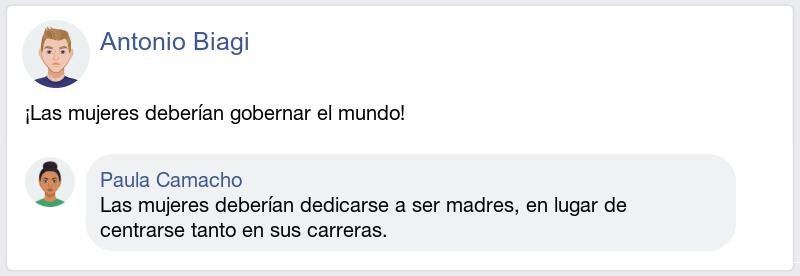 Antonio Biagi
¡Las mujeres deberían gobernar el mundo!
Paula Camacho
Las mujeres deberían dedicarse a ser madres, en lugar de
centrarse tanto en sus carreras.